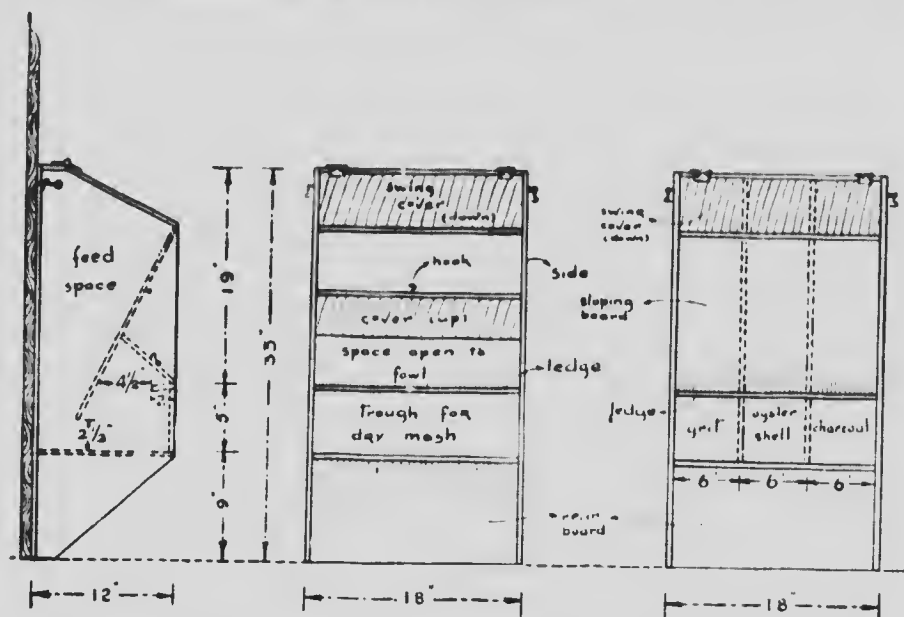 feed
space
4½"
2½"
12"
19"
5"
9"
33"
swing
cover
(down)
hook
side
cover (up)
space open to
fowl
ledge
trough for
dry mash
board
18"
swing
cover
(down)
sloping
board
ledge
grit
oyster
shell
charcoal
6" 6" 6"
18"